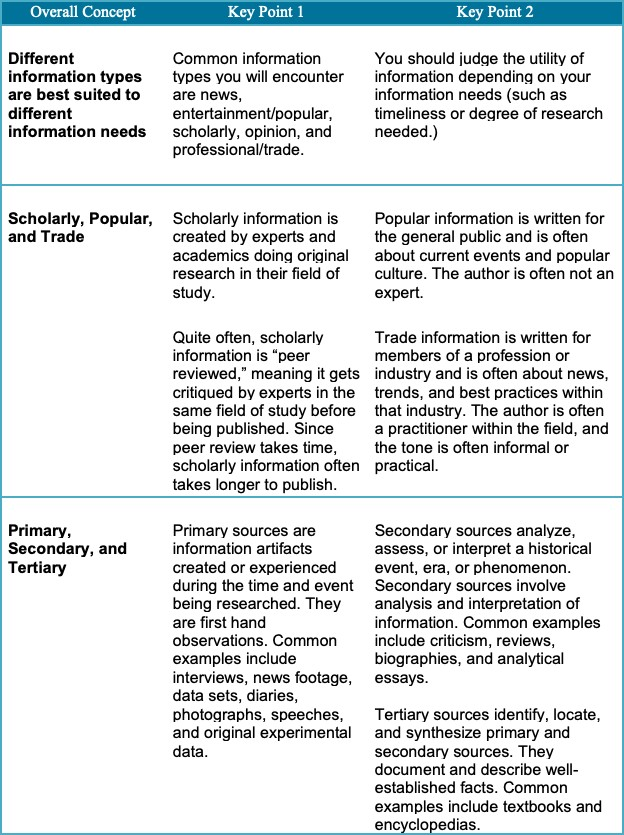 Overall Concept
Key Point 1
Key Point 2
Different
information types
are best suited to
different
information needs
Common information
types you will encounter
are news,
entertainment/popular,
scholarly, opinion, and
professional/trade.
You should judge the utility of
information depending on your
information needs (such as
timeliness or degree of research
needed.)
Scholarly, Popular,
and Trade
Scholarly information is
created by experts and
academics doing original
research in their field of
study.
Quite often, scholarly
information is “peer
reviewed,” meaning it gets
critiqued by experts in the
same field of study before
being published. Since
peer review takes time,
scholarly information often
takes longer to publish.
Popular information is written for
the general public and is often
about current events and popular
culture. The author is often not an
expert.
Trade information is written for
members of a profession or
industry and is often about news,
trends, and best practices within
that industry. The author is often
a practitioner within the field, and
the tone is often informal or
practical.
Primary,
Secondary, and
Tertiary
Primary sources are
information artifacts
created or experienced
during the time and event
being researched. They
are first hand
observations. Common
examples include
interviews, news footage,
data sets, diaries,
photographs, speeches,
and original experimental
data.
Secondary sources analyze,
assess, or interpret a historical
event, era, or phenomenon.
Secondary sources involve
analysis and interpretation of
information. Common examples
include criticism, reviews,
biographies, and analytical
essays.
Tertiary sources identify, locate,
and synthesize primary and
secondary sources. They
document and describe well-
established facts. Common
examples include textbooks and
encyclopedias.